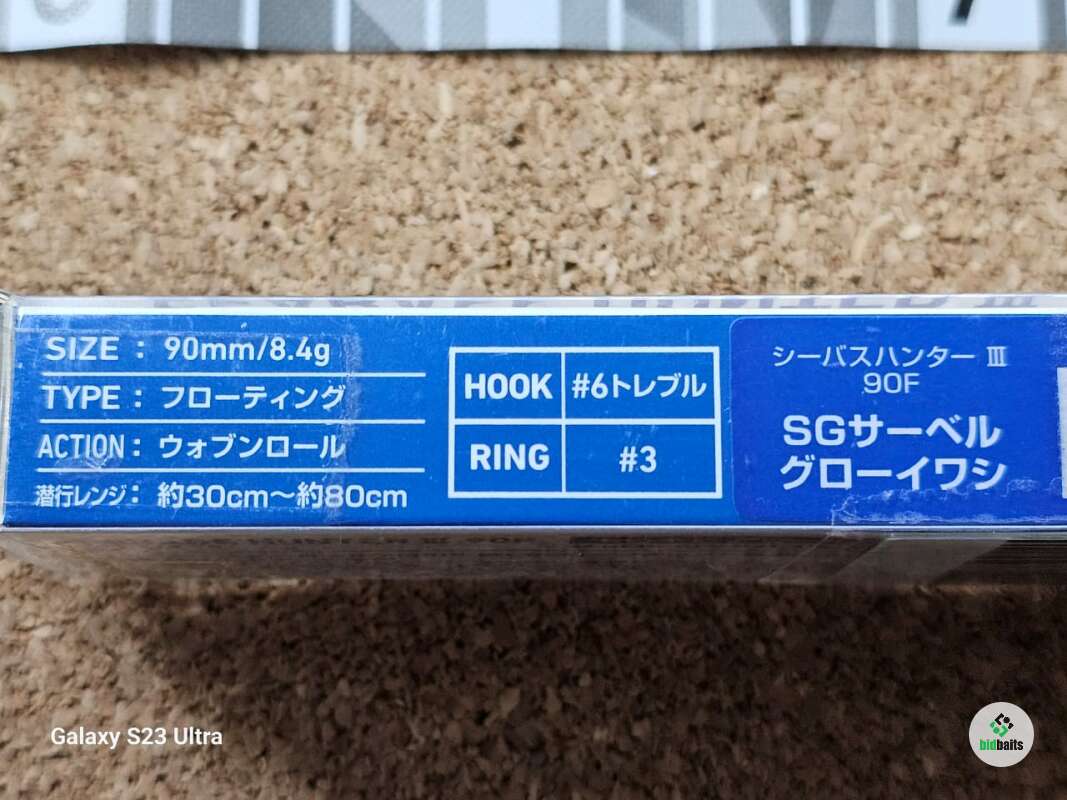 SIZE : 90mm/8.4g
TYPE : フローティング
ACTION : ウォブンロール
潜行レンジ : 約30cm～約80cm
HOOK #6トレブル
RING #3
シーバスハンター Ⅲ
90F
SGサーベル
グローイワシ
Galaxy S23 Ultra
bidbaits